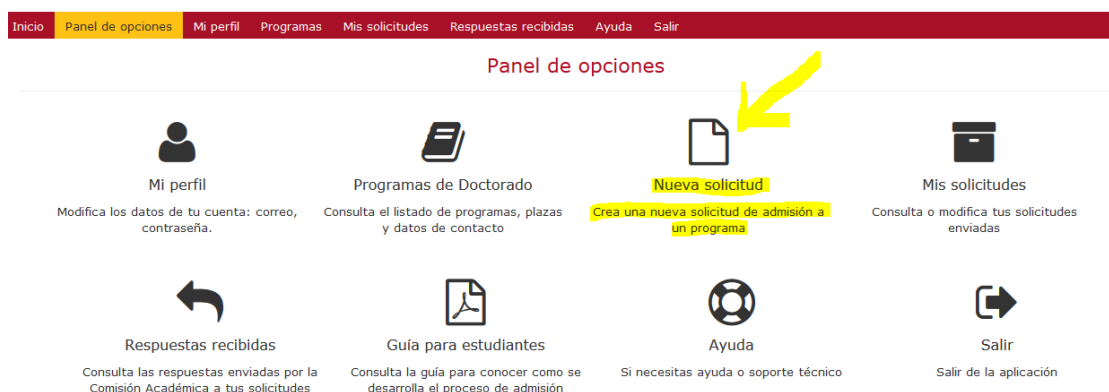 Inicio Panel de opciones Mi perfil Programas Mis solicitudes Respuestas recibidas Ayuda Salir
Panel de opciones
Mi perfil
Modifica los datos de tu cuenta: correo,
contraseña.
Programas de Doctorado
Consulta el listado de programas, plazas
y datos de contacto
Nueva solicitud
Crea una nueva solicitud de admisión a
un programa
Mis solicitudes
Consulta o modifica tus solicitudes
enviadas
Respuestas recibidas
Consulta las respuestas enviadas por la
Comisión Académica a tus solicitudes
Guía para estudiantes
Consulta la guía para conocer como se
desarrolla el proceso de admisión
Ayuda
Si necesitas ayuda o soporte técnico
Salir
Salir de la aplicación